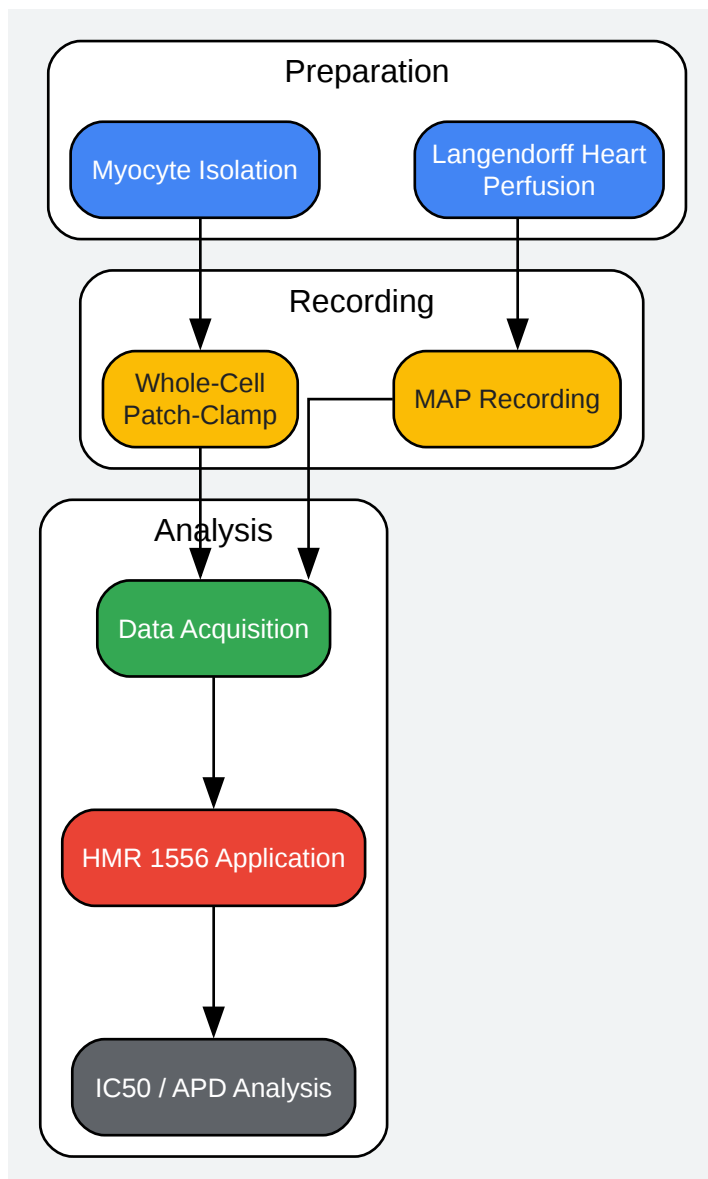 Preparation
Myocyte Isolation
Langendorff Heart
Perfusion
Recording
Whole-Cell
Patch-Clamp
MAP Recording
Analysis
Data Acquisition
HMR 1556 Application
IC50 / APD Analysis